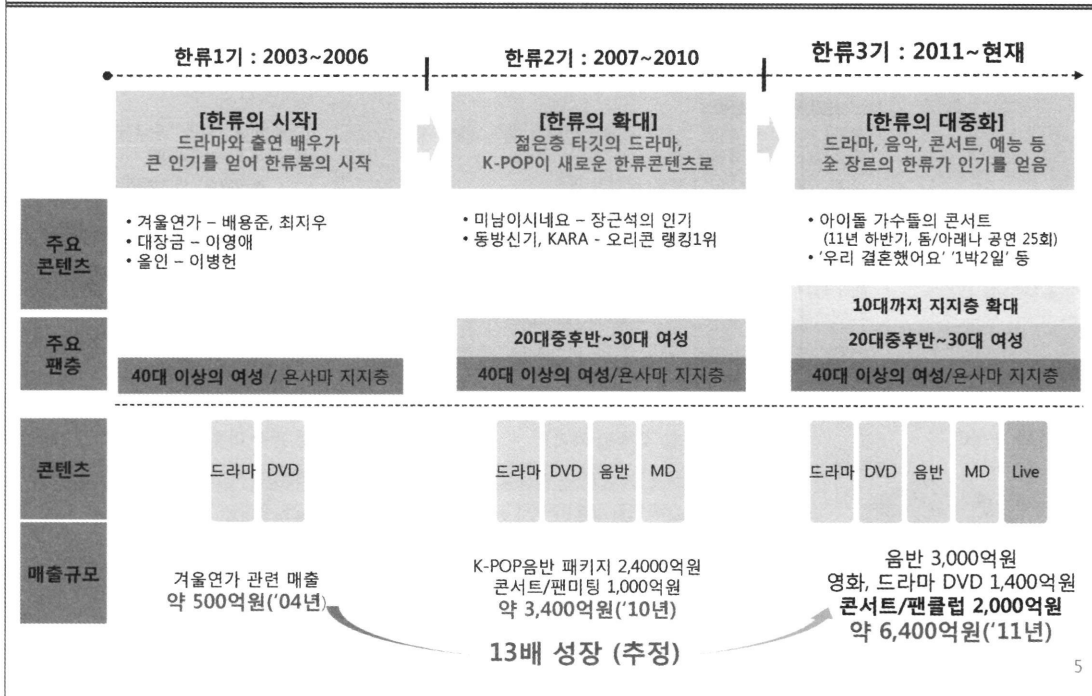 한류1기 : 2003~2006
한류2기 : 2007~2010
한류3기 : 2011~현재
[한류의 시작]
드라마와 출연 배우가
큰 인기를 얻어 한류붐의 시작
[한류의 확대]
젊은층 타깃의 드라마,
K-POP이 새로운 한류콘텐츠로
[한류의 대중화]
드라마, 음악, 콘서트, 예능 등
全 장르의 한류가 인기를 얻음
주요
콘텐츠
• 겨울연가 – 배용준, 최지우
• 대장금 – 이영애
• 올인 – 이병헌
• 미남이시네요 – 장근석의 인기
• 동방신기, KARA - 오리콘 랭킹1위
• 아이돌 가수들의 콘서트
(11년 하반기, 돔/아레나 공연 25회)
• '우리 결혼했어요' '1박2일' 등
주요
팬층
40대 이상의 여성 / 욘사마 지지층
20대중후반~30대 여성
40대 이상의 여성/욘사마 지지층
10대까지 지지층 확대
20대중후반~30대 여성
40대 이상의 여성/욘사마 지지층
콘텐츠
드라마 DVD
드라마 DVD 음반 MD
드라마 DVD 음반 MD Live
매출규모
겨울연가 관련 매출
약 500억원('04년)
K-POP음반 패키지 2,4000억원
콘서트/팬미팅 1,000억원
약 3,400억원('10년)
음반 3,000억원
영화, 드라마 DVD 1,400억원
콘서트/팬클럽 2,000억원
약 6,400억원('11년)
13배 성장 (추정)
5